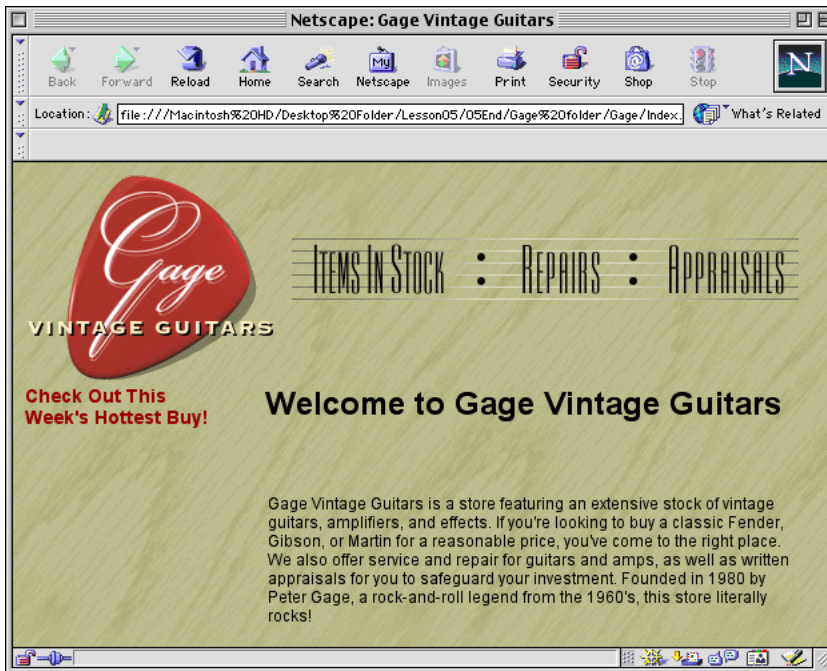 Netscape: Gage Vintage Guitars
Back Forward Reload Home Search Netscape Images Print Security Shop Stop
My
N
Location: file:///Macintosh%20HD/Desktop%20Folder/Lesson05/05End/Gage%20folder/Gage/Index. What's Related
Gage
VINTAGE GUITARS
Items In Stock : Repairs : Appraisals
Check Out This
Week's Hottest Buy!
Welcome to Gage Vintage Guitars
Gage Vintage Guitars is a store featuring an extensive stock of vintage
guitars, amplifiers, and effects. If you're looking to buy a classic Fender,
Gibson, or Martin for a reasonable price, you've come to the right place.
We also offer service and repair for guitars and amps, as well as written
appraisals for you to safeguard your investment. Founded in 1980 by
Peter Gage, a rock-and-roll legend from the 1960's, this store literally
rocks!